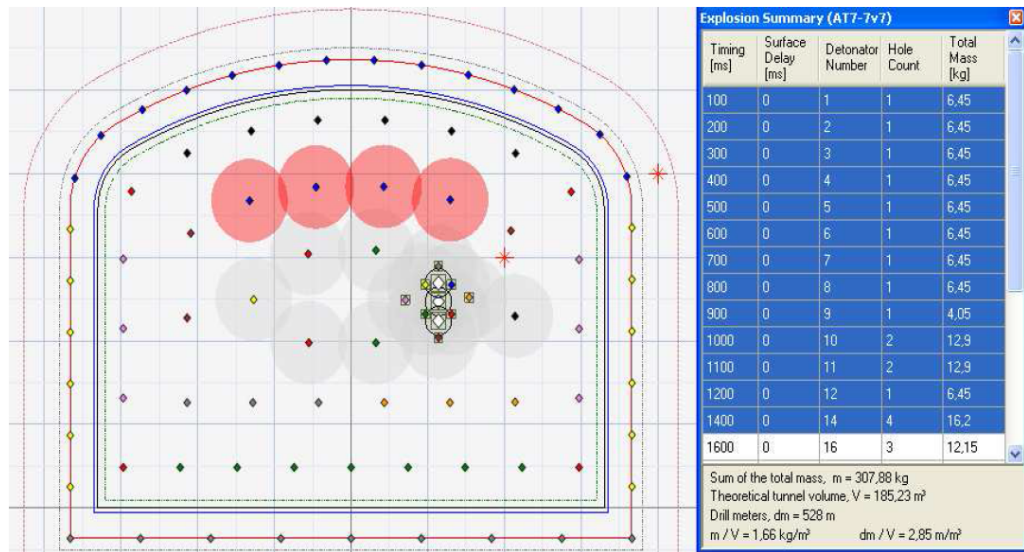 Explosion Summary (AT7-7v7)
Timing [ms] Surface Delay [ms] Detonator Number Hole Count Total Mass [kg]
100 0 1 1 6,45
200 0 2 1 6,45
300 0 3 1 6,45
400 0 4 1 6,45
500 0 5 1 6,45
600 0 6 1 6,45
700 0 7 1 6,45
800 0 8 1 6,45
900 0 9 1 4,05
1000 0 10 2 12,9
1100 0 11 2 12,9
1200 0 12 1 6,45
1400 0 14 4 16,2
1600 0 16 3 12,15
Sum of the total mass, m = 307,88 kg
Theoretical tunnel volume, V = 185,23 m³
Drill meters, dm = 528 m
m / V = 1,66 kg/m³ dm / V = 2,85 m/m³